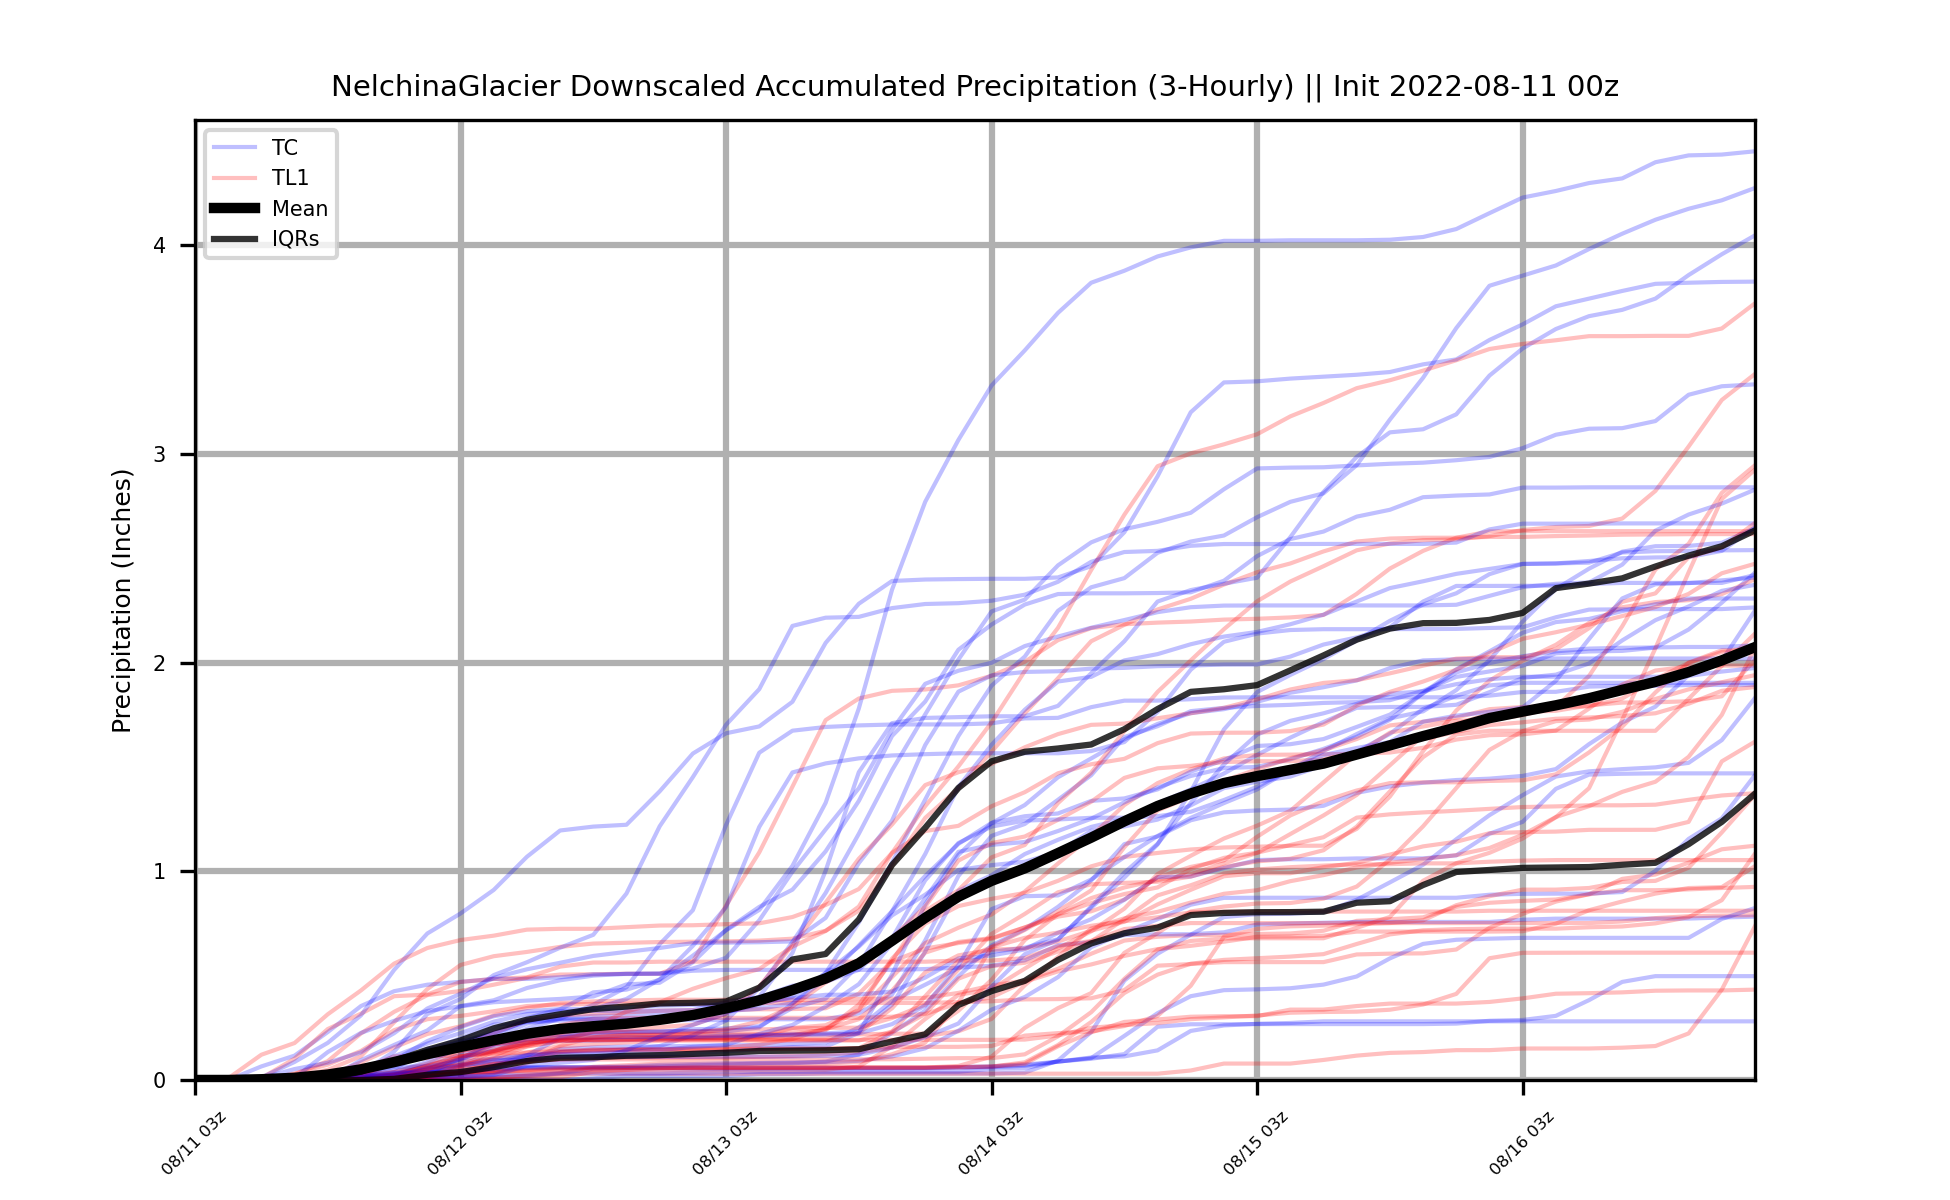 NelchinaGlacier Downscaled Accumulated Precipitation (3-Hourly) || Init 2022-08-11 00z
TC
TL1
Mean
IQRs
Precipitation (Inches)
4
3
2
1
0
08/11 03z
08/12 03z
08/13 03z
08/14 03z
08/15 03z
08/16 03z